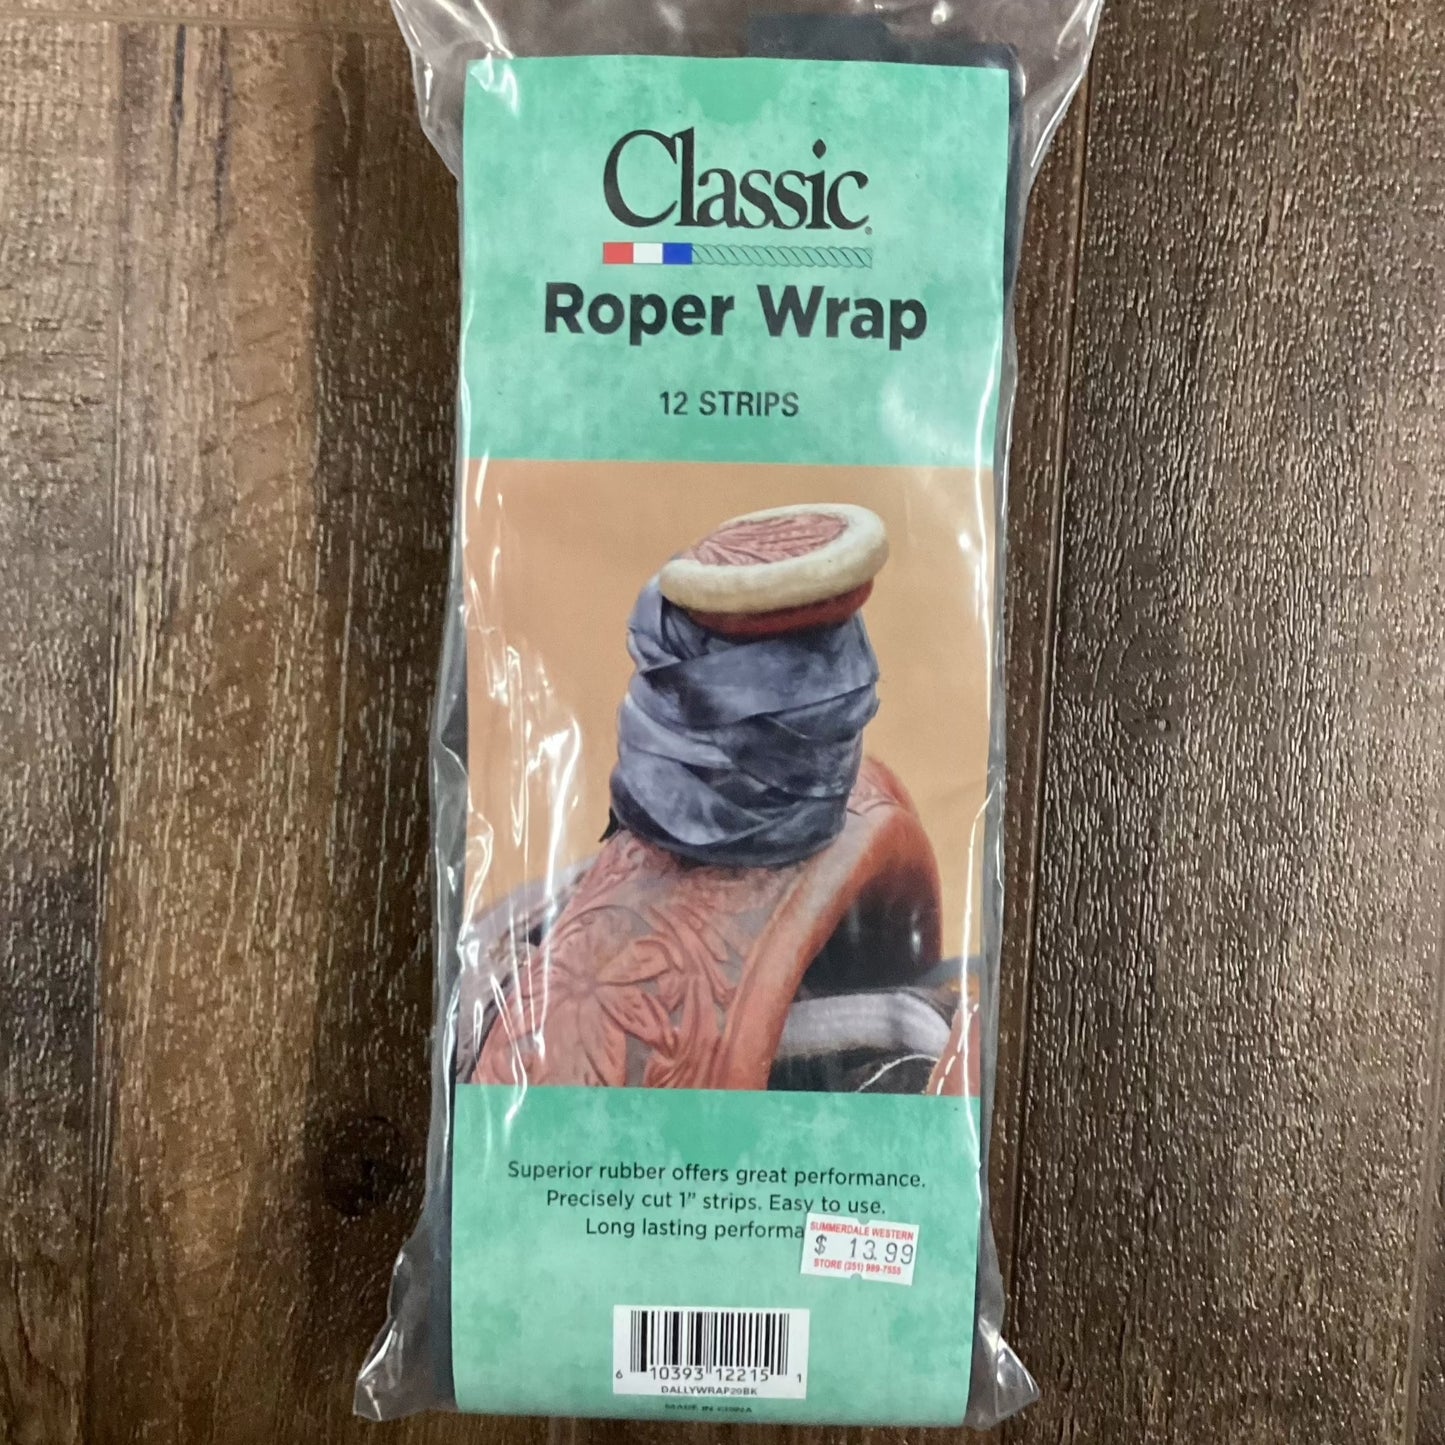 Classic®
Roper Wrap
12 STRIPS
Superior rubber offers great performance.
Precisely cut 1” strips. Easy to use.
Long lasting performa
SUMMERDALE WESTERN
$ 13.99
STORE (251) 989-7555
6 10393 12215 1
DALLYWRAP20BK
MADE IN CHINA